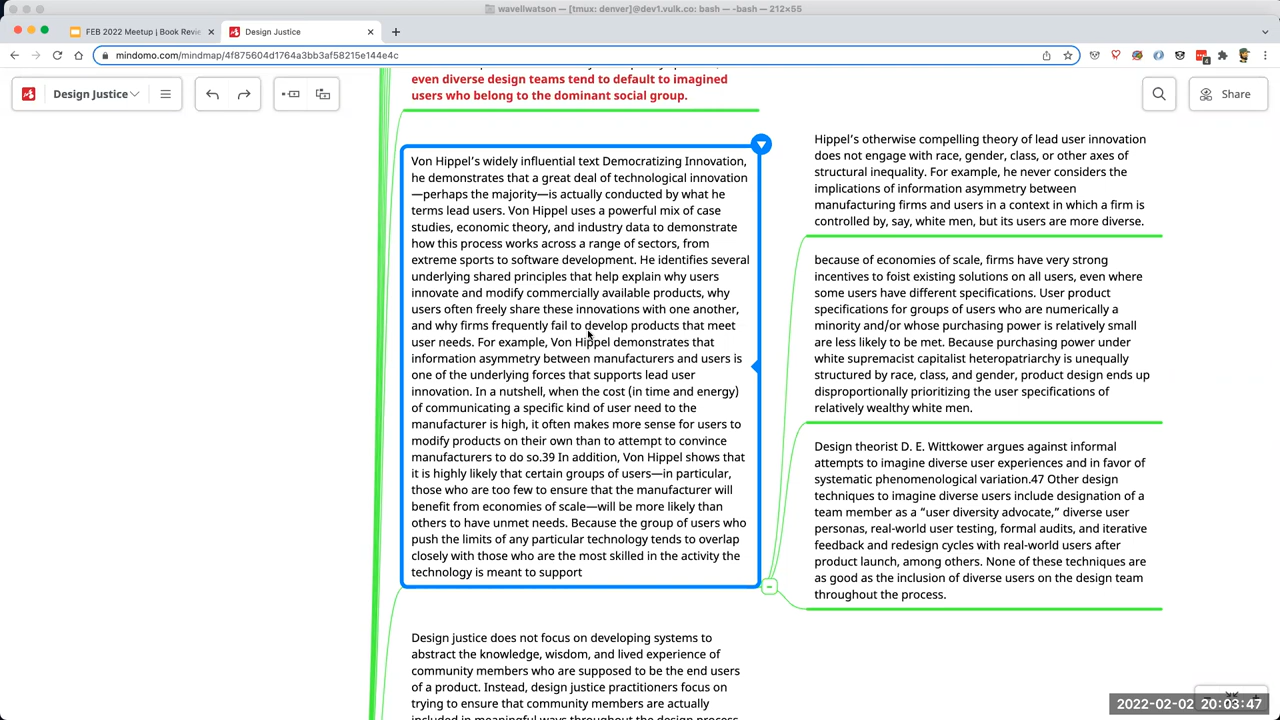 wavellwatson — [tmux: denver]@dev1.vulk.co: bash — -bash — 212×55
FEB 2022 Meetup | Book Revie
Design Justice
mindomo.com/mindmap/4f875604d1764a3bb3af58215e144e4c
Design Justice
Share
even diverse design teams tend to default to imagined
users who belong to the dominant social group.
Von Hippel’s widely influential text Democratizing Innovation,
he demonstrates that a great deal of technological innovation
—perhaps the majority—is actually conducted by what he
terms lead users. Von Hippel uses a powerful mix of case
studies, economic theory, and industry data to demonstrate
how this process works across a range of sectors, from
extreme sports to software development. He identifies several
underlying shared principles that help explain why users
innovate and modify commercially available products, why
users often freely share these innovations with one another,
and why firms frequently fail to develop products that meet
user needs. For example, Von Hippel demonstrates that
information asymmetry between manufacturers and users is
one of the underlying forces that supports lead user
innovation. In a nutshell, when the cost (in time and energy)
of communicating a specific kind of user need to the
manufacturer is high, it often makes more sense for users to
modify products on their own than to attempt to convince
manufacturers to do so.39 In addition, Von Hippel shows that
it is highly likely that certain groups of users—in particular,
those who are too few to ensure that the manufacturer will
benefit from economies of scale—will be more likely than
others to have unmet needs. Because the group of users who
push the limits of any particular technology tends to overlap
closely with those who are the most skilled in the activity the
technology is meant to support
Hippel’s otherwise compelling theory of lead user innovation
does not engage with race, gender, class, or other axes of
structural inequality. For example, he never considers the
implications of information asymmetry between
manufacturing firms and users in a context in which a firm is
controlled by, say, white men, but its users are more diverse.
because of economies of scale, firms have very strong
incentives to foist existing solutions on all users, even where
some users have different specifications. User product
specifications for groups of users who are numerically a
minority and/or whose purchasing power is relatively small
are less likely to be met. Because purchasing power under
white supremacist capitalist heteropatriarchy is unequally
structured by race, class, and gender, product design ends up
disproportionally prioritizing the user specifications of
relatively wealthy white men.
Design theorist D. E. Wittkower argues against informal
attempts to imagine diverse user experiences and in favor of
systematic phenomenological variation.47 Other design
techniques to imagine diverse users include designation of a
team member as a “user diversity advocate,” diverse user
personas, real-world user testing, formal audits, and iterative
feedback and redesign cycles with real-world users after
product launch, among others. None of these techniques are
as good as the inclusion of diverse users on the design team
throughout the process.
Design justice does not focus on developing systems to
abstract the knowledge, wisdom, and lived experience of
community members who are supposed to be the end users
of a product. Instead, design justice practitioners focus on
trying to ensure that community members are actually
included in meaningful ways throughout the design process
2022-02-02 20:03:47